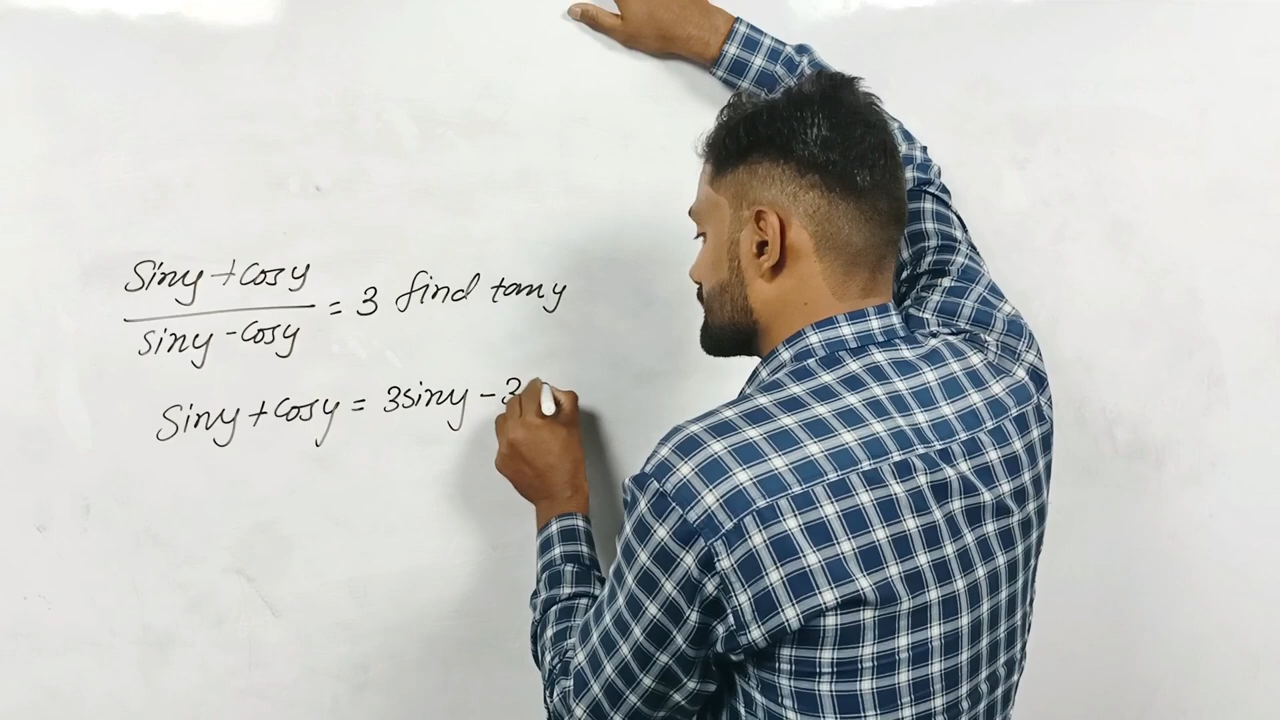 Siny + cosy
siny - cosy
= 3 find tany
Siny + cosy = 3siny - 3